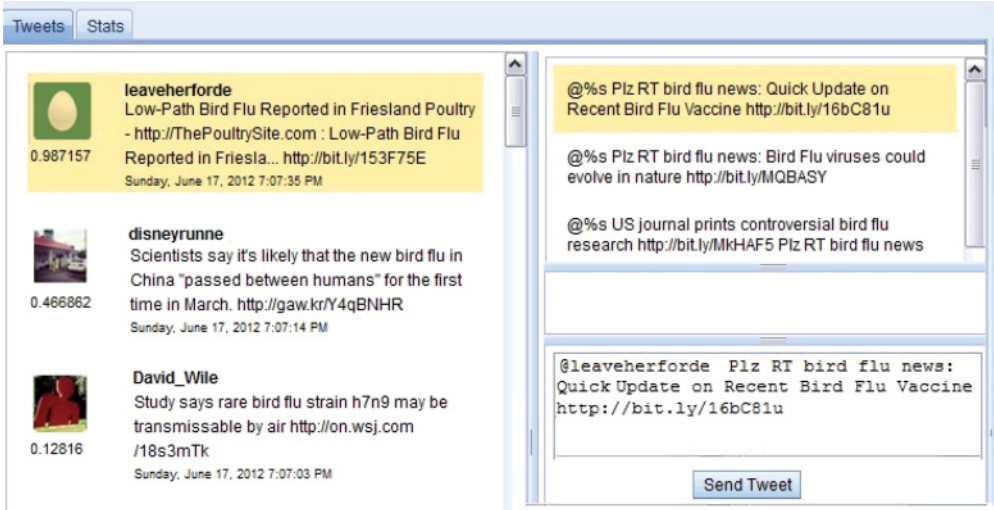 Tweets Stats
leaveherforde
Low-Path Bird Flu Reported in Friesland Poultry
- http://ThePoultrySite.com : Low-Path Bird Flu
Reported in Friesla... http://bit.ly/153F75E
Sunday, June 17, 2012 7:07:35 PM
0.987157
disneyrunne
Scientists say it's likely that the new bird flu in
China "passed between humans" for the first
time in March. http://gaw.kr/Y4qBNHR
Sunday, June 17, 2012 7:07:14 PM
0.466862
David_Wile
Study says rare bird flu strain h7n9 may be
transmissable by air http://on.wsj.com
/18s3mTk
Sunday, June 17, 2012 7:07:03 PM
0.12816
@%s Plz RT bird flu news: Quick Update on
Recent Bird Flu Vaccine http://bit.ly/16bC81u
@%s Plz RT bird flu news: Bird Flu viruses could
evolve in nature http://bit.ly/MQBASY
@%s US journal prints controversial bird flu
research http://bit.ly/MkHAF5 Plz RT bird flu news
@leaveherforde Plz RT bird flu news:
Quick Update on Recent Bird Flu Vaccine
http://bit.ly/16bC81u
Send Tweet